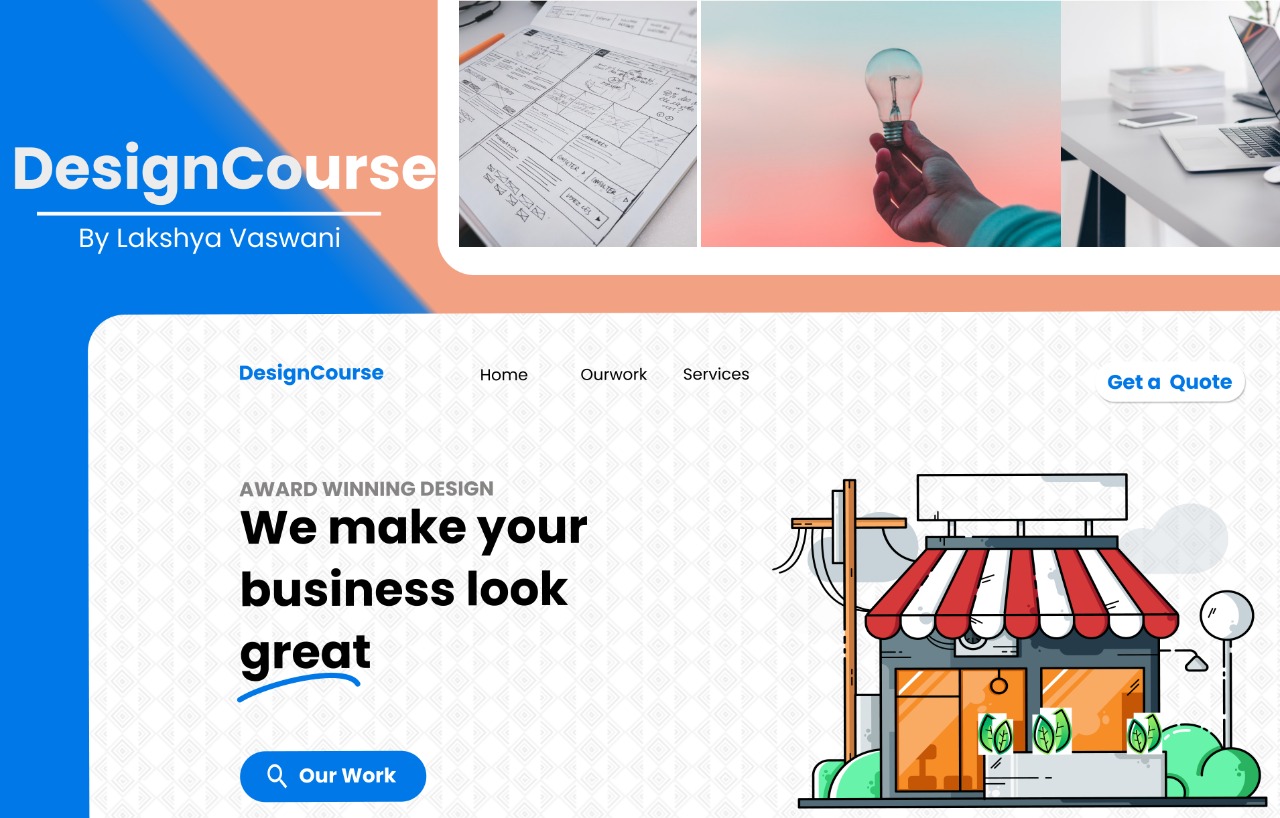 DesignCourse
By Lakshya Vaswani
DesignCourse
Home
Ourwork
Services
Get a Quote
AWARD WINNING DESIGN
We make your
business look
great
Our Work